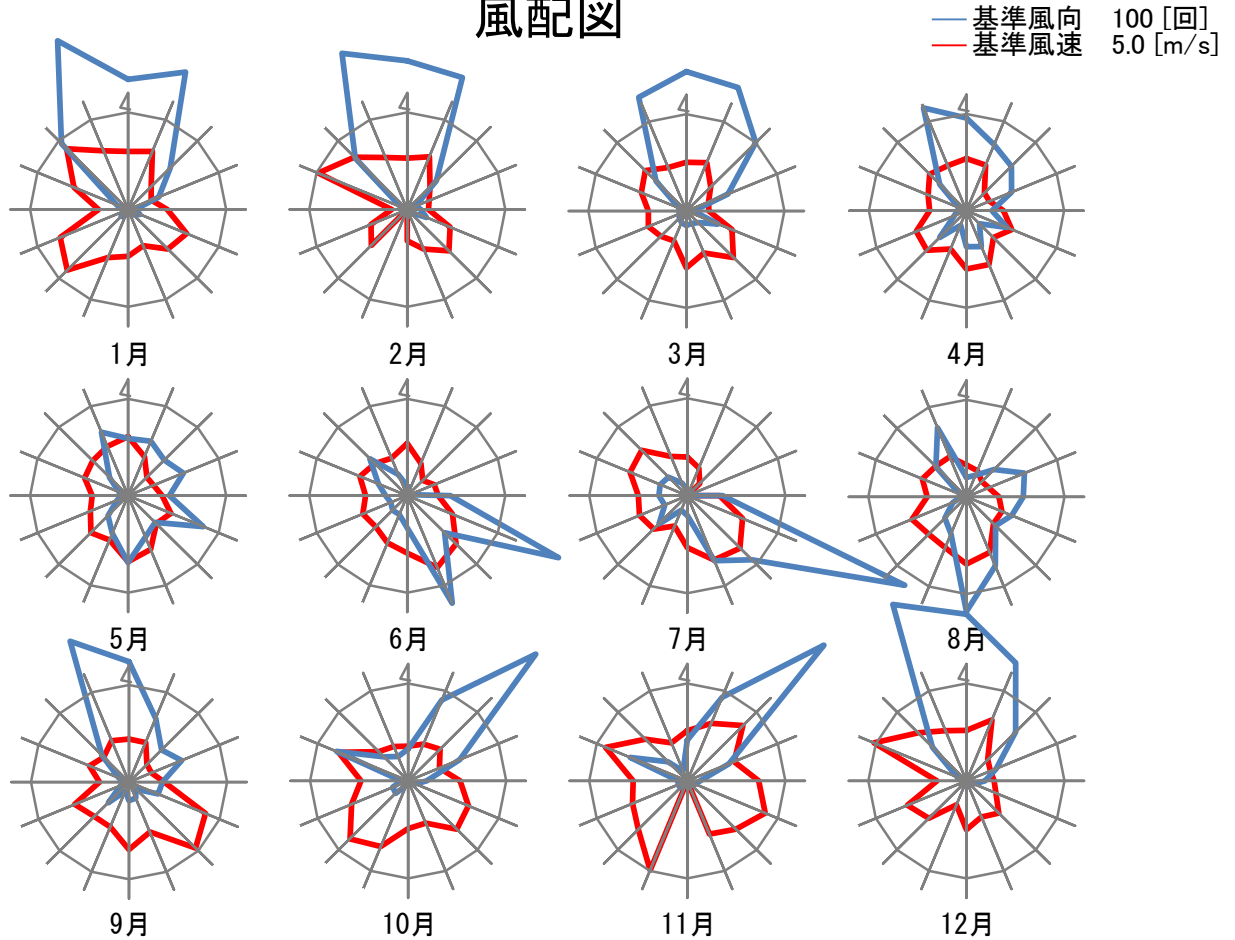 風配図
基準風向 100 [回]
基準風速 5.0 [m/s]
1月
2月
3月
4月
5月
6月
7月
8月
9月
10月
11月
12月